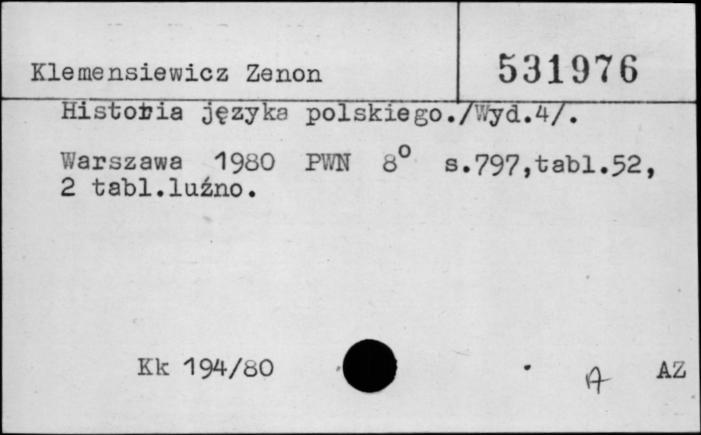 Klemensiewicz Zenon 531976
Historia języka polskiego./Wyd.4/.
Warszawa 1980 PWN 8° s.797,tabl.52,
2 tabl.luźno.
Kk 194/80 A AZ